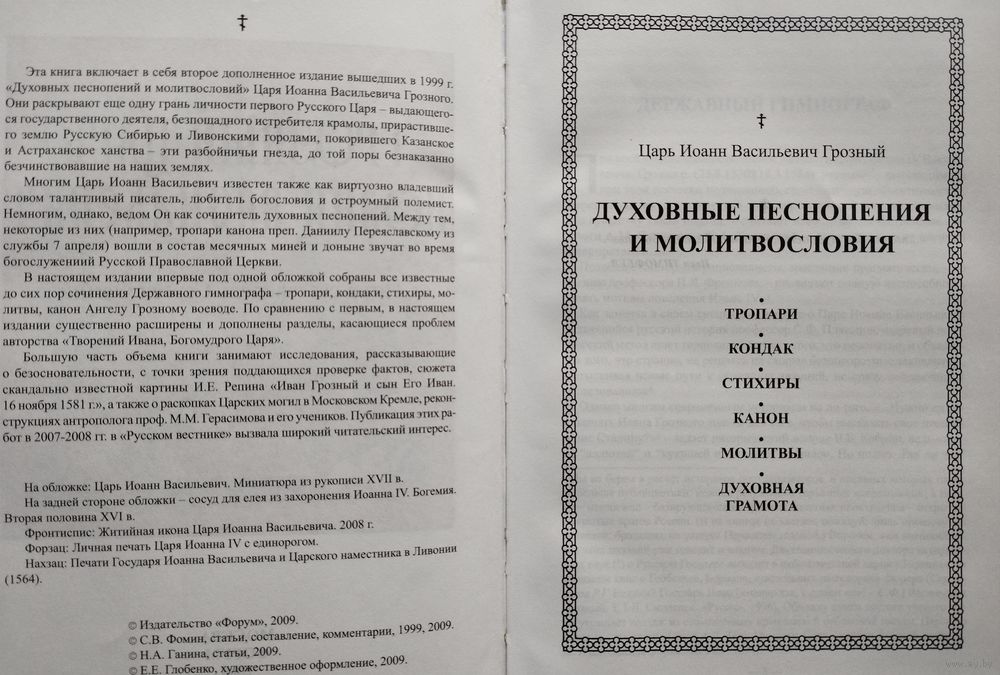 Эта книга включает в себя второе дополненное издание вышедших в 1999 г.
«Духовных песнопений и молитвословий» Царя Иоанна Васильевича Грозного.
Они раскрывают еще одну грань личности первого Русского Царя – выдающего-
ся государственного деятеля, безпощадного истребителя крамолы, прирастивше-
го землю Русскую Сибирью и Ливонскими городами, покорившего Казанское
и Астраханское ханства – эти разбойничьи гнезда, до той поры безнаказанно
безчинствовавшие на наших землях.
Многим Царь Иоанн Васильевич известен также как виртуозно владевший
словом талантливый писатель, любитель богословия и остроумный полемист.
Немногим, однако, ведом Он как сочинитель духовных песнопений. Между тем,
некоторые из них (например, тропари канона преп. Даниилу Переяславскому из
службы 7 апреля) вошли в состав месячных миней и доныне звучат во время
богослужениий Русской Православной Церкви.
В настоящем издании впервые под одной обложкой собраны все известные
до сих пор сочинения Державного гимнографа – тропари, кондаки, стихиры, мо-
литвы, канон Ангелу Грозному воеводе. По сравнению с первым, в настоящем
издании существенно расширены и дополнены разделы, касающиеся проблем
авторства «Творений Ивана, Богомудрого Царя».
Большую часть объема книги занимают исследования, рассказывающие
о безосновательности, с точки зрения поддающихся проверке фактов, сюжета
скандально известной картины И.Е. Репина «Иван Грозный и сын Его Иван.
16 ноября 1581 г.», а также о раскопках Царских могил в Московском Кремле, рекон-
струкциях антрополога проф. М.М. Герасимова и его учеников. Публикация этих ра-
бот в 2007-2008 гг. в «Русском вестнике» вызвала широкий читательский интерес.
На обложке: Царь Иоанн Васильевич. Миниатюра из рукописи XVII в.
На задней стороне обложки – сосуд для елея из захоронения Иоанна IV. Богемия.
Вторая половина XVI в.
Фронтиспис: Житийная икона Царя Иоанна Васильевича. 2008 г.
Форзац: Личная печать Царя Иоанна IV с единорогом.
Нахзац: Печати Государя Иоанна Васильевича и Царского наместника в Ливонии
(1564).
© Издательство «Форум», 2009.
© С.В. Фомин, статьи, составление, комментарии, 1999, 2009.
© Н.А. Ганина, статьи, 2009.
© Е.Е. Глобенко, художественное оформление, 2009.
Царь Иоанн Васильевич Грозный
ДУХОВНЫЕ ПЕСНОПЕНИЯ
И МОЛИТВОСЛОВИЯ
•
ТРОПАРИ
•
КОНДАК
•
СТИХИРЫ
•
КАНОН
•
МОЛИТВЫ
•
ДУХОВНАЯ
ГРАМОТА